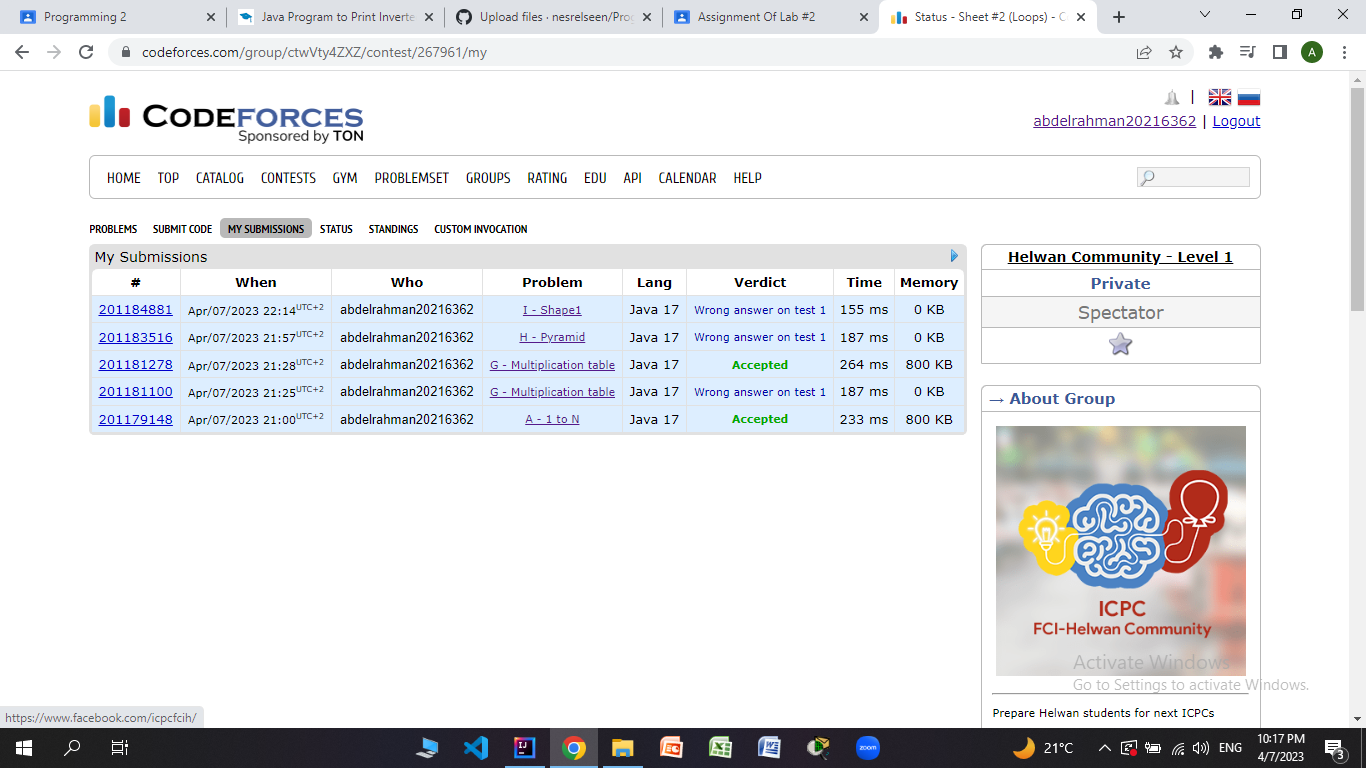 Programming 2
Java Program to Print Inverte
Upload files · nesrelseen/Prog
Assignment Of Lab #2
Status - Sheet #2 (Loops) - C
codeforces.com/group/ctwVty4ZXZ/contest/267961/my
A
CODEFORCES
Sponsored by TON
|
abdelrahman20216362 | Logout
HOME TOP CATALOG CONTESTS GYM PROBLEMSET GROUPS RATING EDU API CALENDAR HELP
PROBLEMS SUBMIT CODE MY SUBMISSIONS STATUS STANDINGS CUSTOM INVOCATION
My Submissions
# When Who Problem Lang Verdict Time Memory
201184881 Apr/07/2023 22:14 UTC+2 abdelrahman20216362 I - Shape1 Java 17 Wrong answer on test 1 155 ms 0 KB
201183516 Apr/07/2023 21:57 UTC+2 abdelrahman20216362 H - Pyramid Java 17 Wrong answer on test 1 187 ms 0 KB
201181278 Apr/07/2023 21:28 UTC+2 abdelrahman20216362 G - Multiplication table Java 17 Accepted 264 ms 800 KB
201181100 Apr/07/2023 21:25 UTC+2 abdelrahman20216362 G - Multiplication table Java 17 Wrong answer on test 1 187 ms 0 KB
201179148 Apr/07/2023 21:00 UTC+2 abdelrahman20216362 A - 1 to N Java 17 Accepted 233 ms 800 KB
Helwan Community - Level 1
Private
Spectator
→ About Group
ICPC
FCI-Helwan Community
Activate Windows
Go to Settings to activate Windows.
Prepare Helwan students for next ICPCs
https://www.facebook.com/icpcfcih/
IJ
zoom
21°C
ENG
10:17 PM
4/7/2023
3